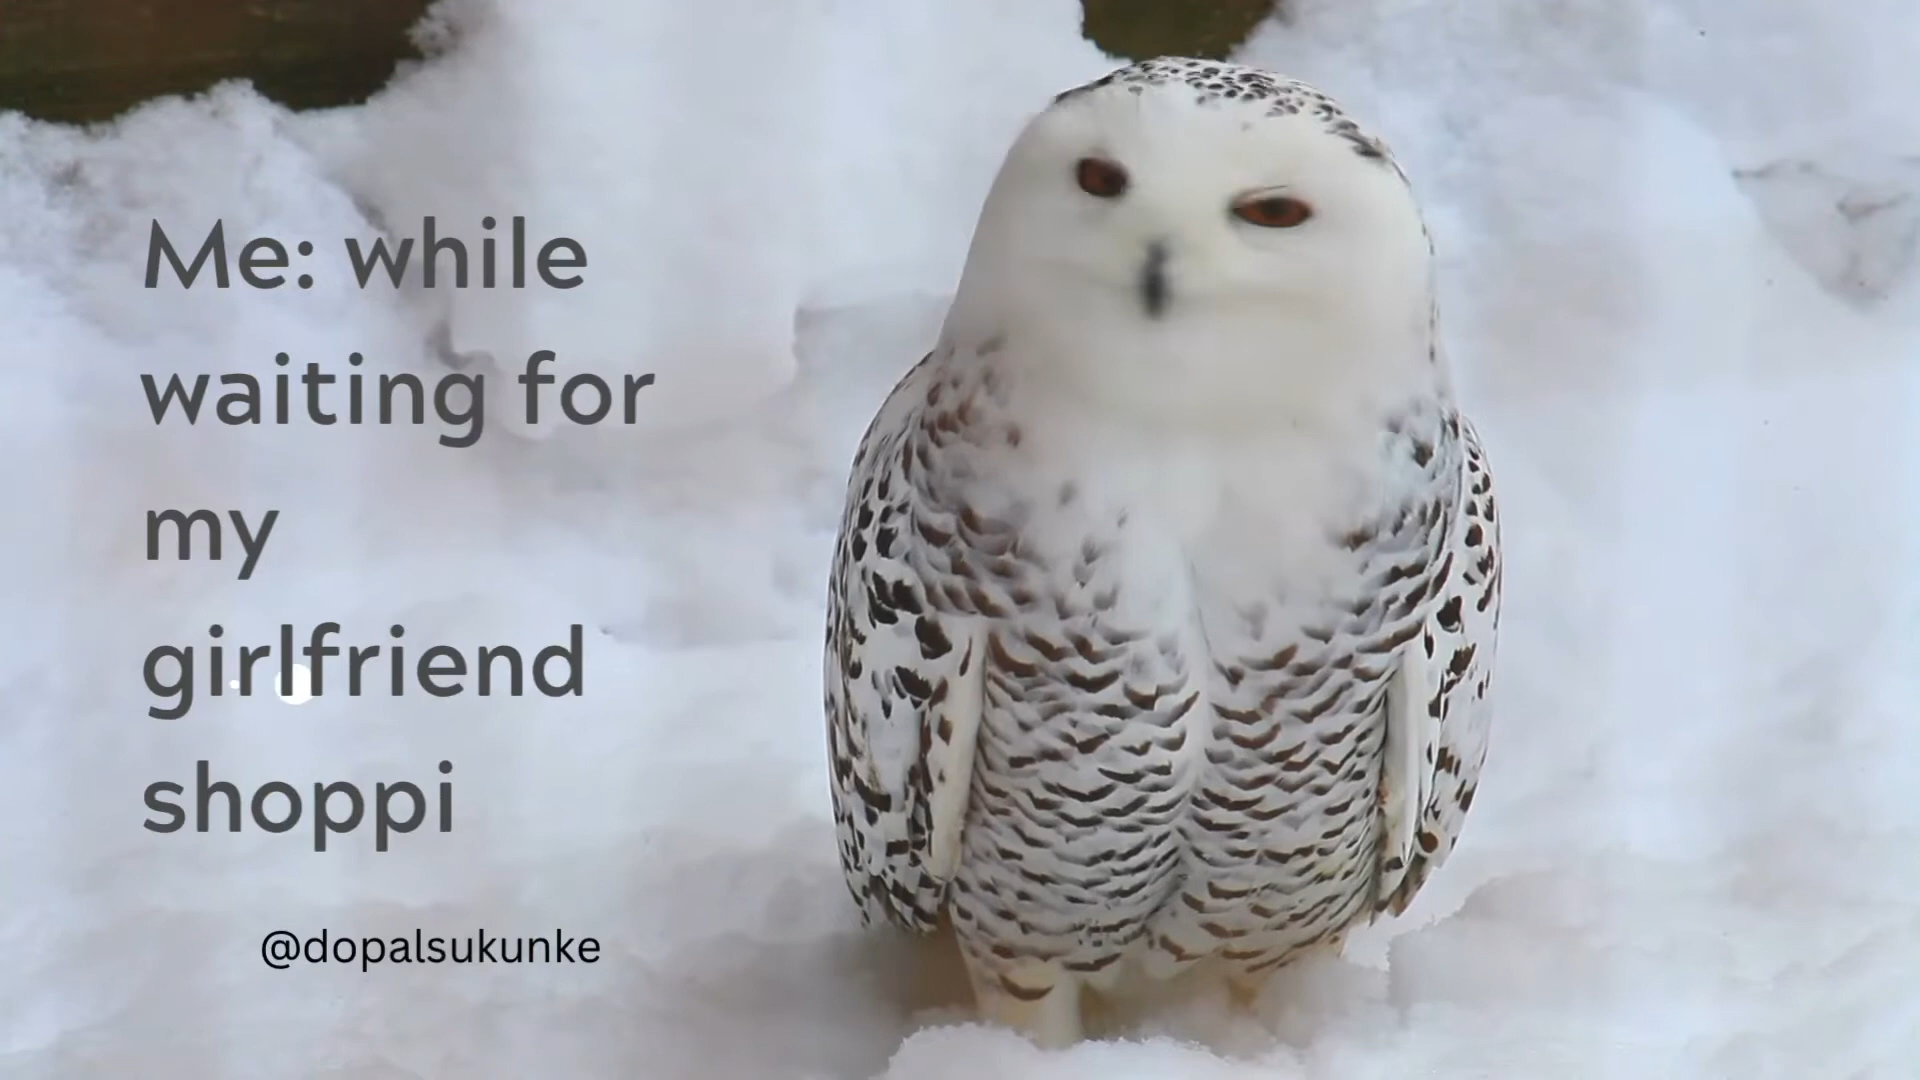 Me: while
waiting for
my
girlfriend
shoppi
@dopalsukunke